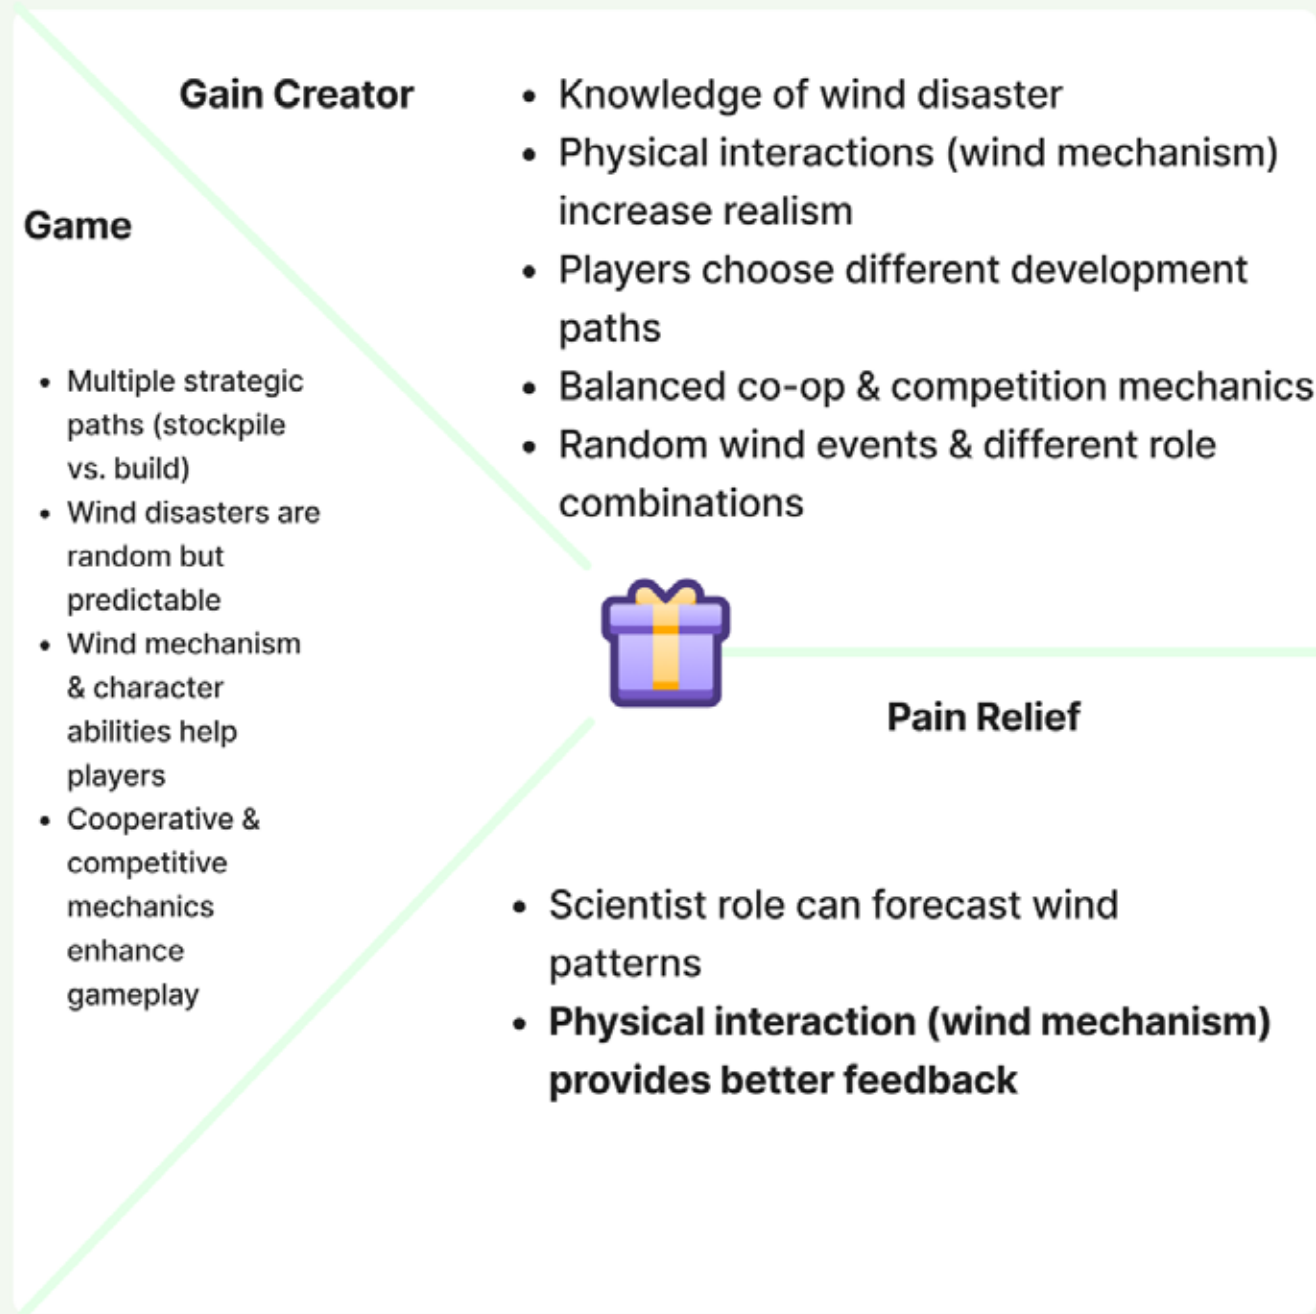 Gain Creator
• Knowledge of wind disaster
• Physical interactions (wind mechanism)
increase realism
• Players choose different development
paths
• Balanced co-op & competition mechanics
• Random wind events & different role
combinations
Game
• Multiple strategic
paths (stockpile
vs. build)
• Wind disasters are
random but
predictable
• Wind mechanism
& character
abilities help
players
• Cooperative &
competitive
mechanics
enhance
gameplay
Pain Relief
• Scientist role can forecast wind
patterns
• Physical interaction (wind mechanism)
provides better feedback